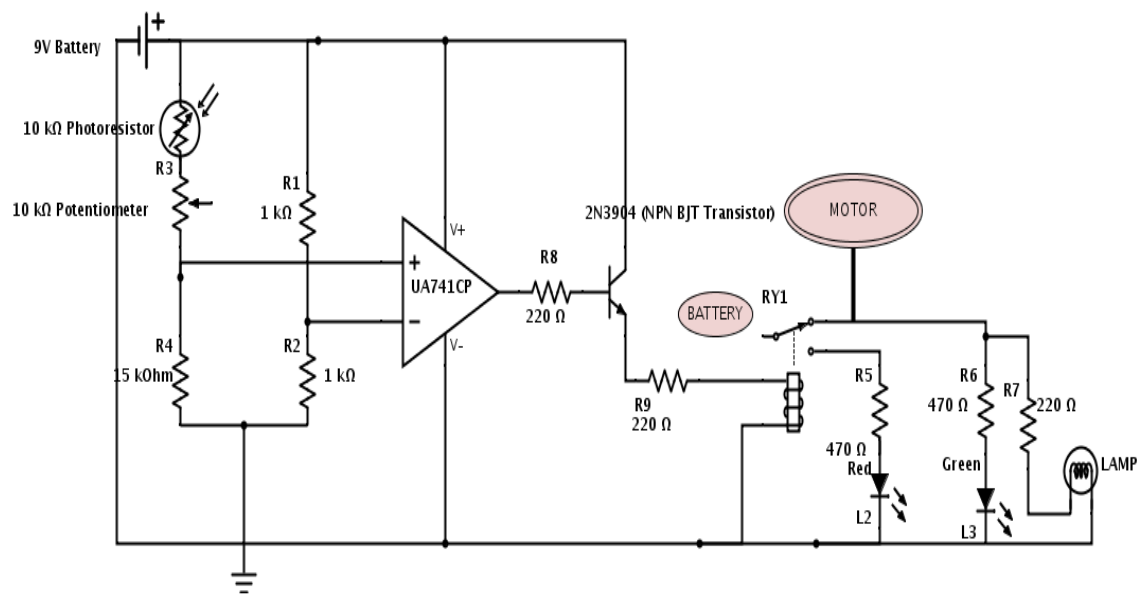 9V Battery
+
10 kΩ Photoresistor
R3
10 kΩ Potentiometer
R1
1 kΩ
R4
15 kOhm
R2
1 kΩ
+
−
UA741CP
V+
V-
R8
220 Ω
2N3904 (NPN BJT Transistor)
MOTOR
BATTERY
RY1
R9
220 Ω
R5
470 Ω
Red
L2
R6
470 Ω
Green
L3
R7
220 Ω
LAMP